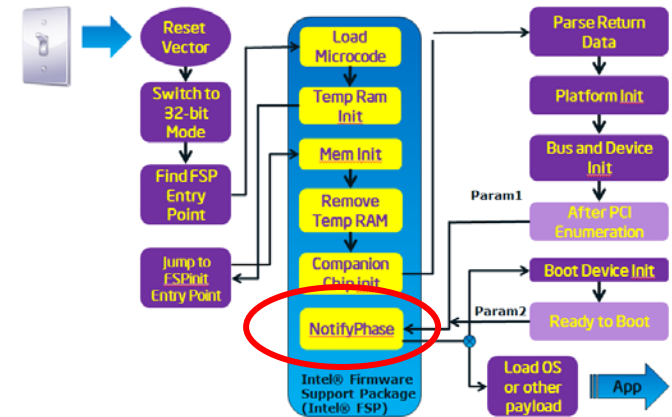 Reset
Vector
Switch to
32-bit
Mode
Find FSP
Entry
Point
Jump to
FSPinit
Entry Point
Load
Microcode
Temp Ram
Init
Mem Init
Remove
Temp RAM
Companion
Chip init
NotifyPhase
Intel® Firmware
Support Package
(Intel® FSP)
Parse Return
Data
Platform Init
Bus and Device
Init
Param1
After PCI
Enumeration
Boot Device Init
Param2
Ready to Boot
Load OS
or other
payload
App